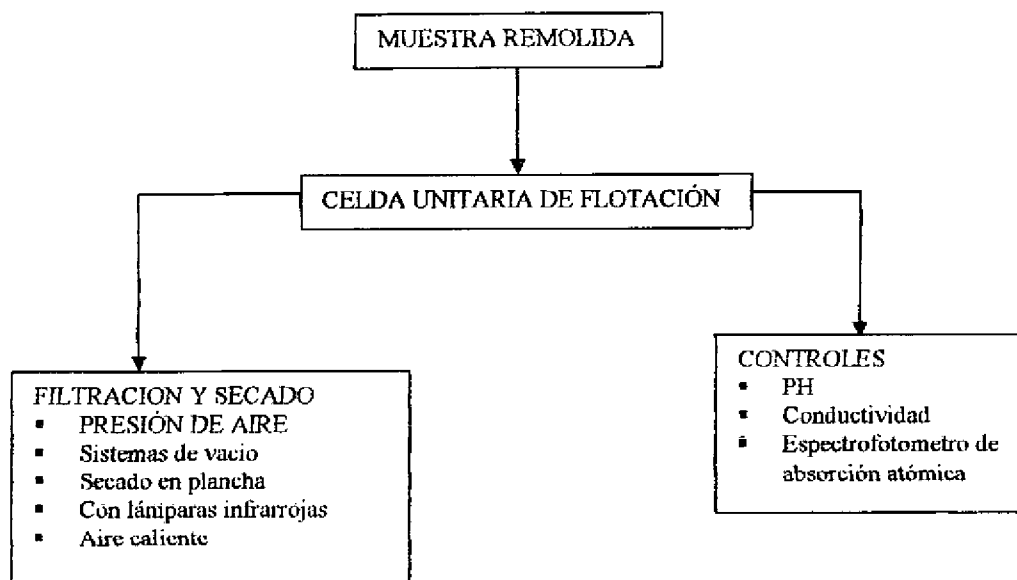 MUESTRA REMOLIDA
CELDA UNITARIA DE FLOTACIÓN
FILTRACION Y SECADO
▪ PRESIÓN DE AIRE
▪ Sistemas de vacio
▪ Secado en plancha
▪ Con lámparas infrarrojas
▪ Aire caliente
CONTROLES
▪ PH
▪ Conductividad
▪ Espectrofotometro de
absorción atómica